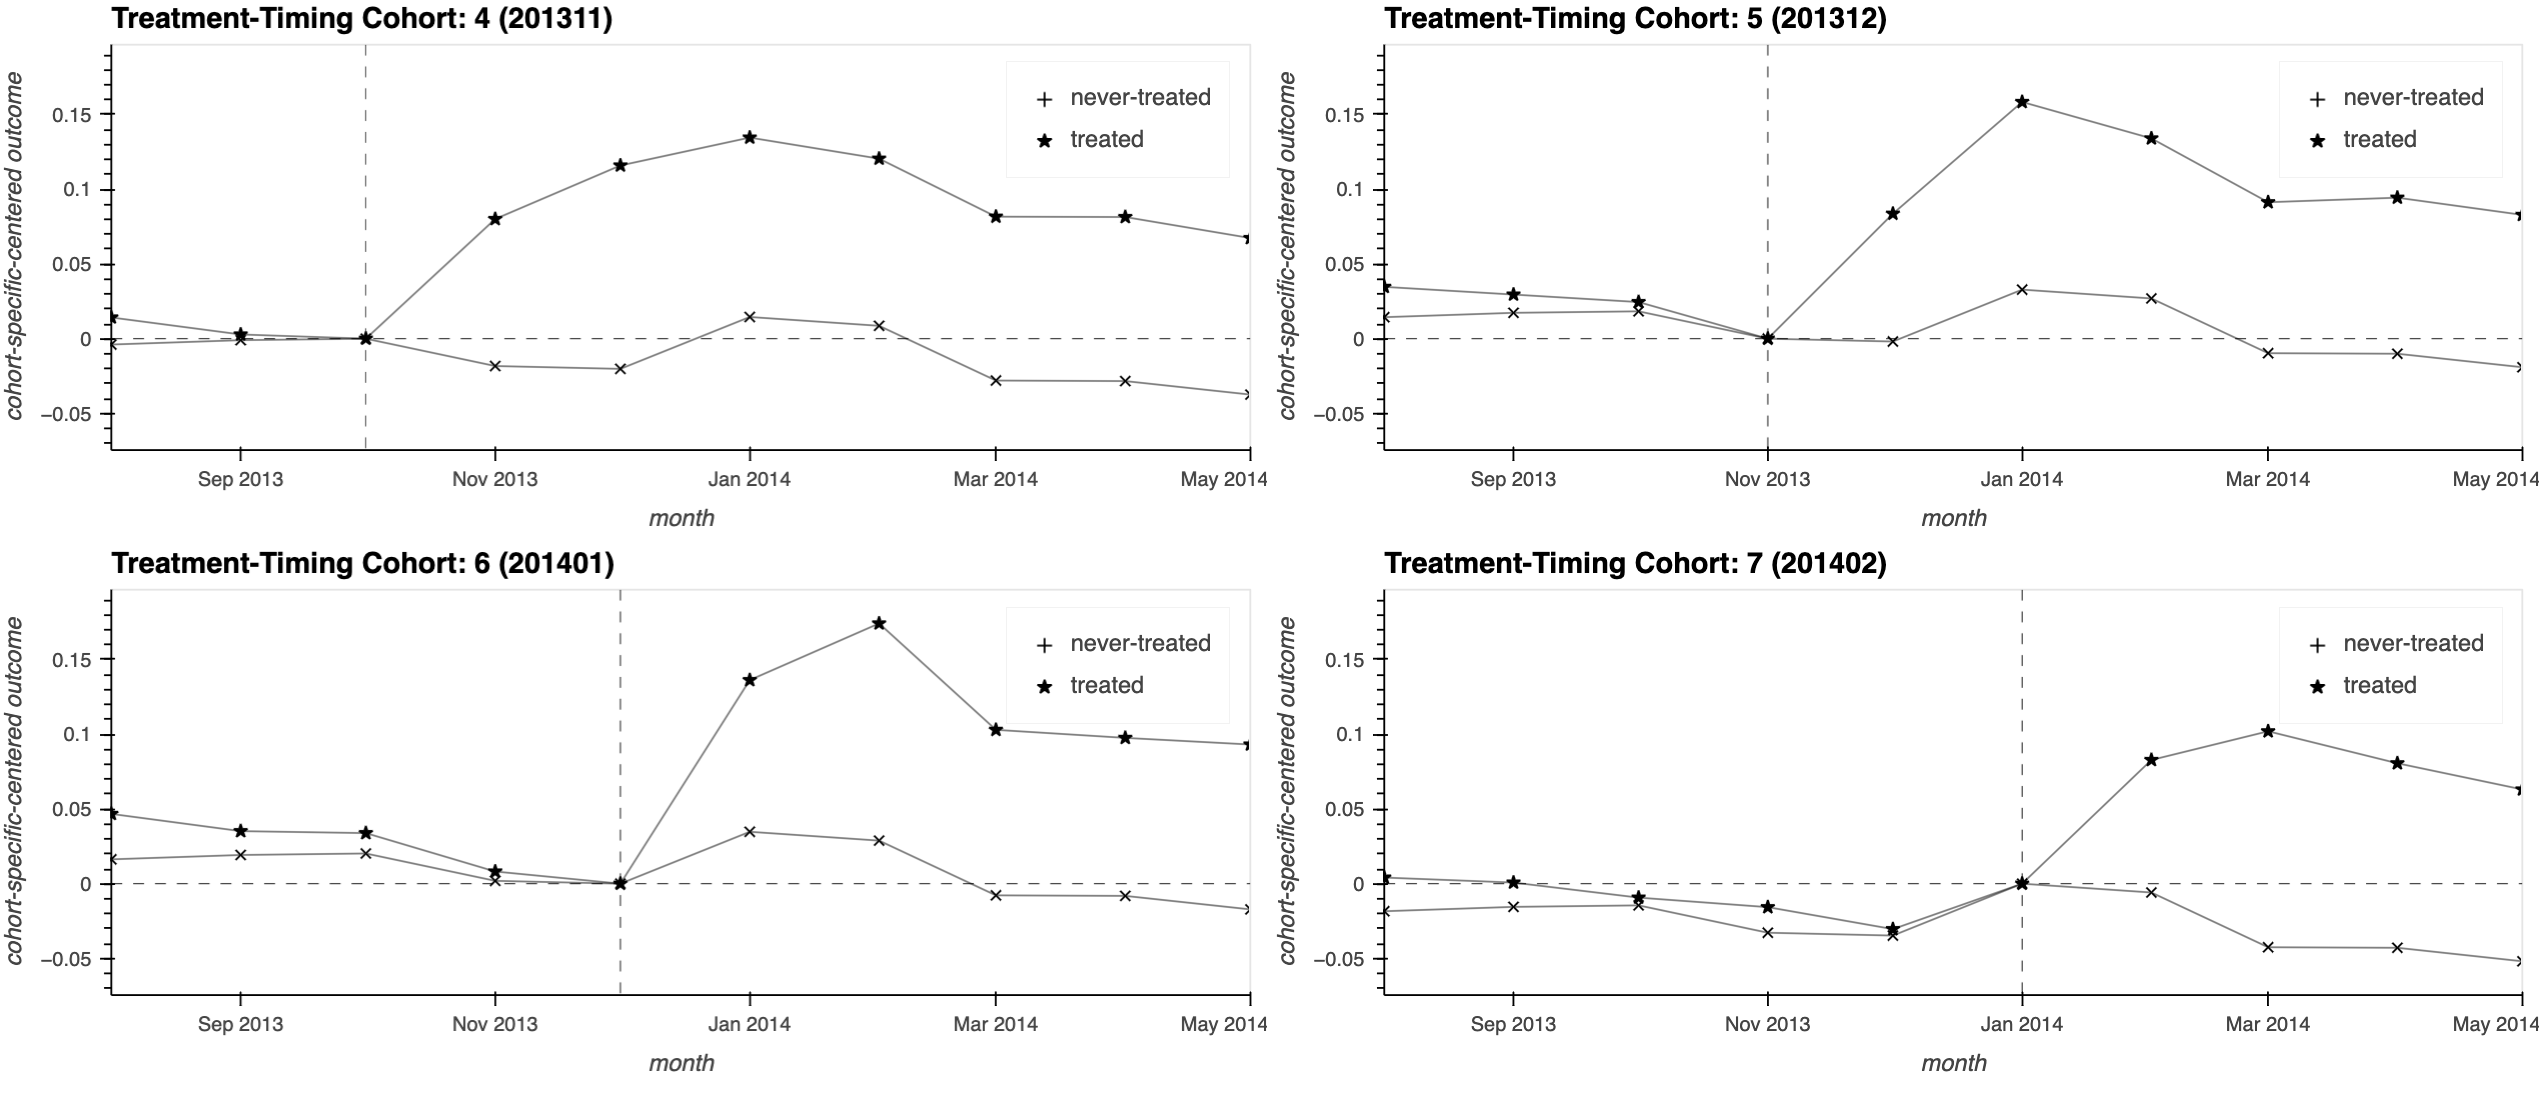 Treatment-Timing Cohort: 4 (201311)
cohort-specific-centered outcome
0.15
0.1
0.05
0
−0.05
never-treated
treated
Sep 2013
Nov 2013
Jan 2014
Mar 2014
May 2014
month
Treatment-Timing Cohort: 5 (201312)
cohort-specific-centered outcome
0.15
0.1
0.05
0
−0.05
never-treated
treated
Sep 2013
Nov 2013
Jan 2014
Mar 2014
May 2014
month
Treatment-Timing Cohort: 6 (201401)
cohort-specific-centered outcome
0.15
0.1
0.05
0
−0.05
never-treated
treated
Sep 2013
Nov 2013
Jan 2014
Mar 2014
May 2014
month
Treatment-Timing Cohort: 7 (201402)
cohort-specific-centered outcome
0.15
0.1
0.05
0
−0.05
never-treated
treated
Sep 2013
Nov 2013
Jan 2014
Mar 2014
May 2014
month